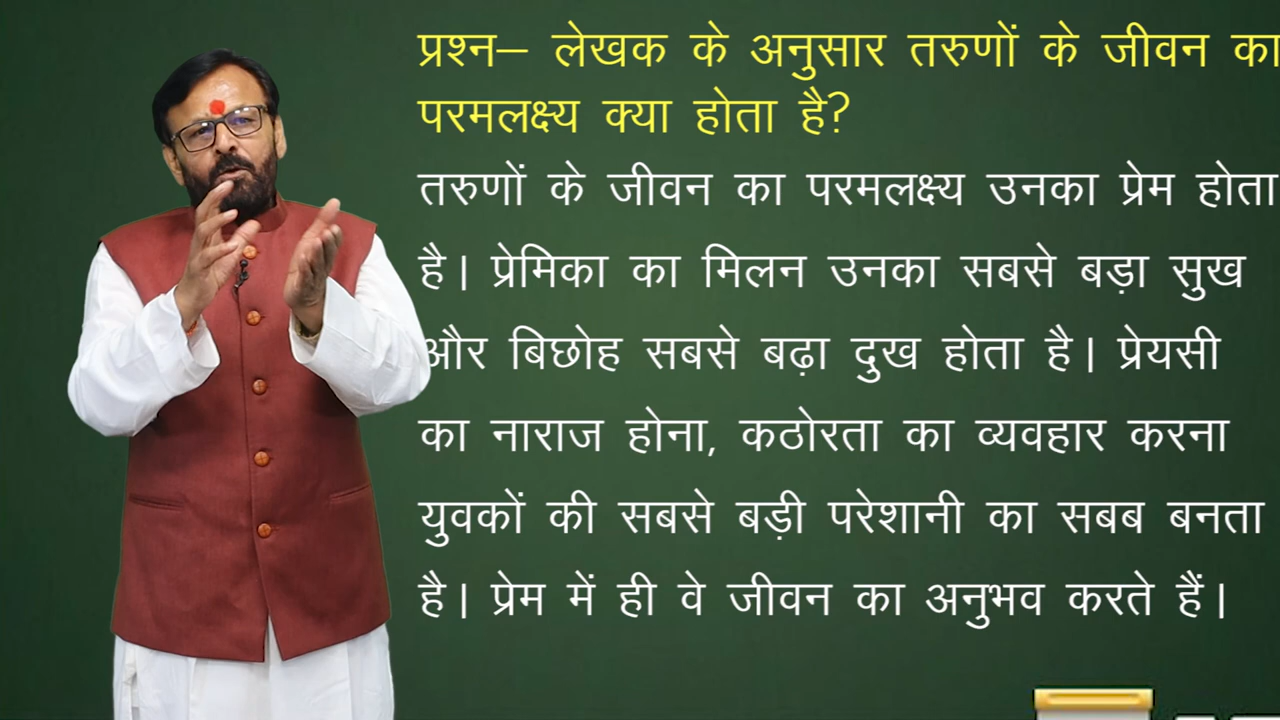 प्रश्न– लेखक के अनुसार तरुणों के जीवन का
परमलक्ष्य क्या होता है?
तरुणों के जीवन का परमलक्ष्य उनका प्रेम होता
है। प्रेमिका का मिलन उनका सबसे बड़ा सुख
और बिछोह सबसे बढ़ा दुख होता है। प्रेयसी
का नाराज होना, कठोरता का व्यवहार करना
युवकों की सबसे बड़ी परेशानी का सबब बनता
है। प्रेम में ही वे जीवन का अनुभव करते हैं।